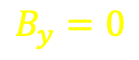 B_y = 0